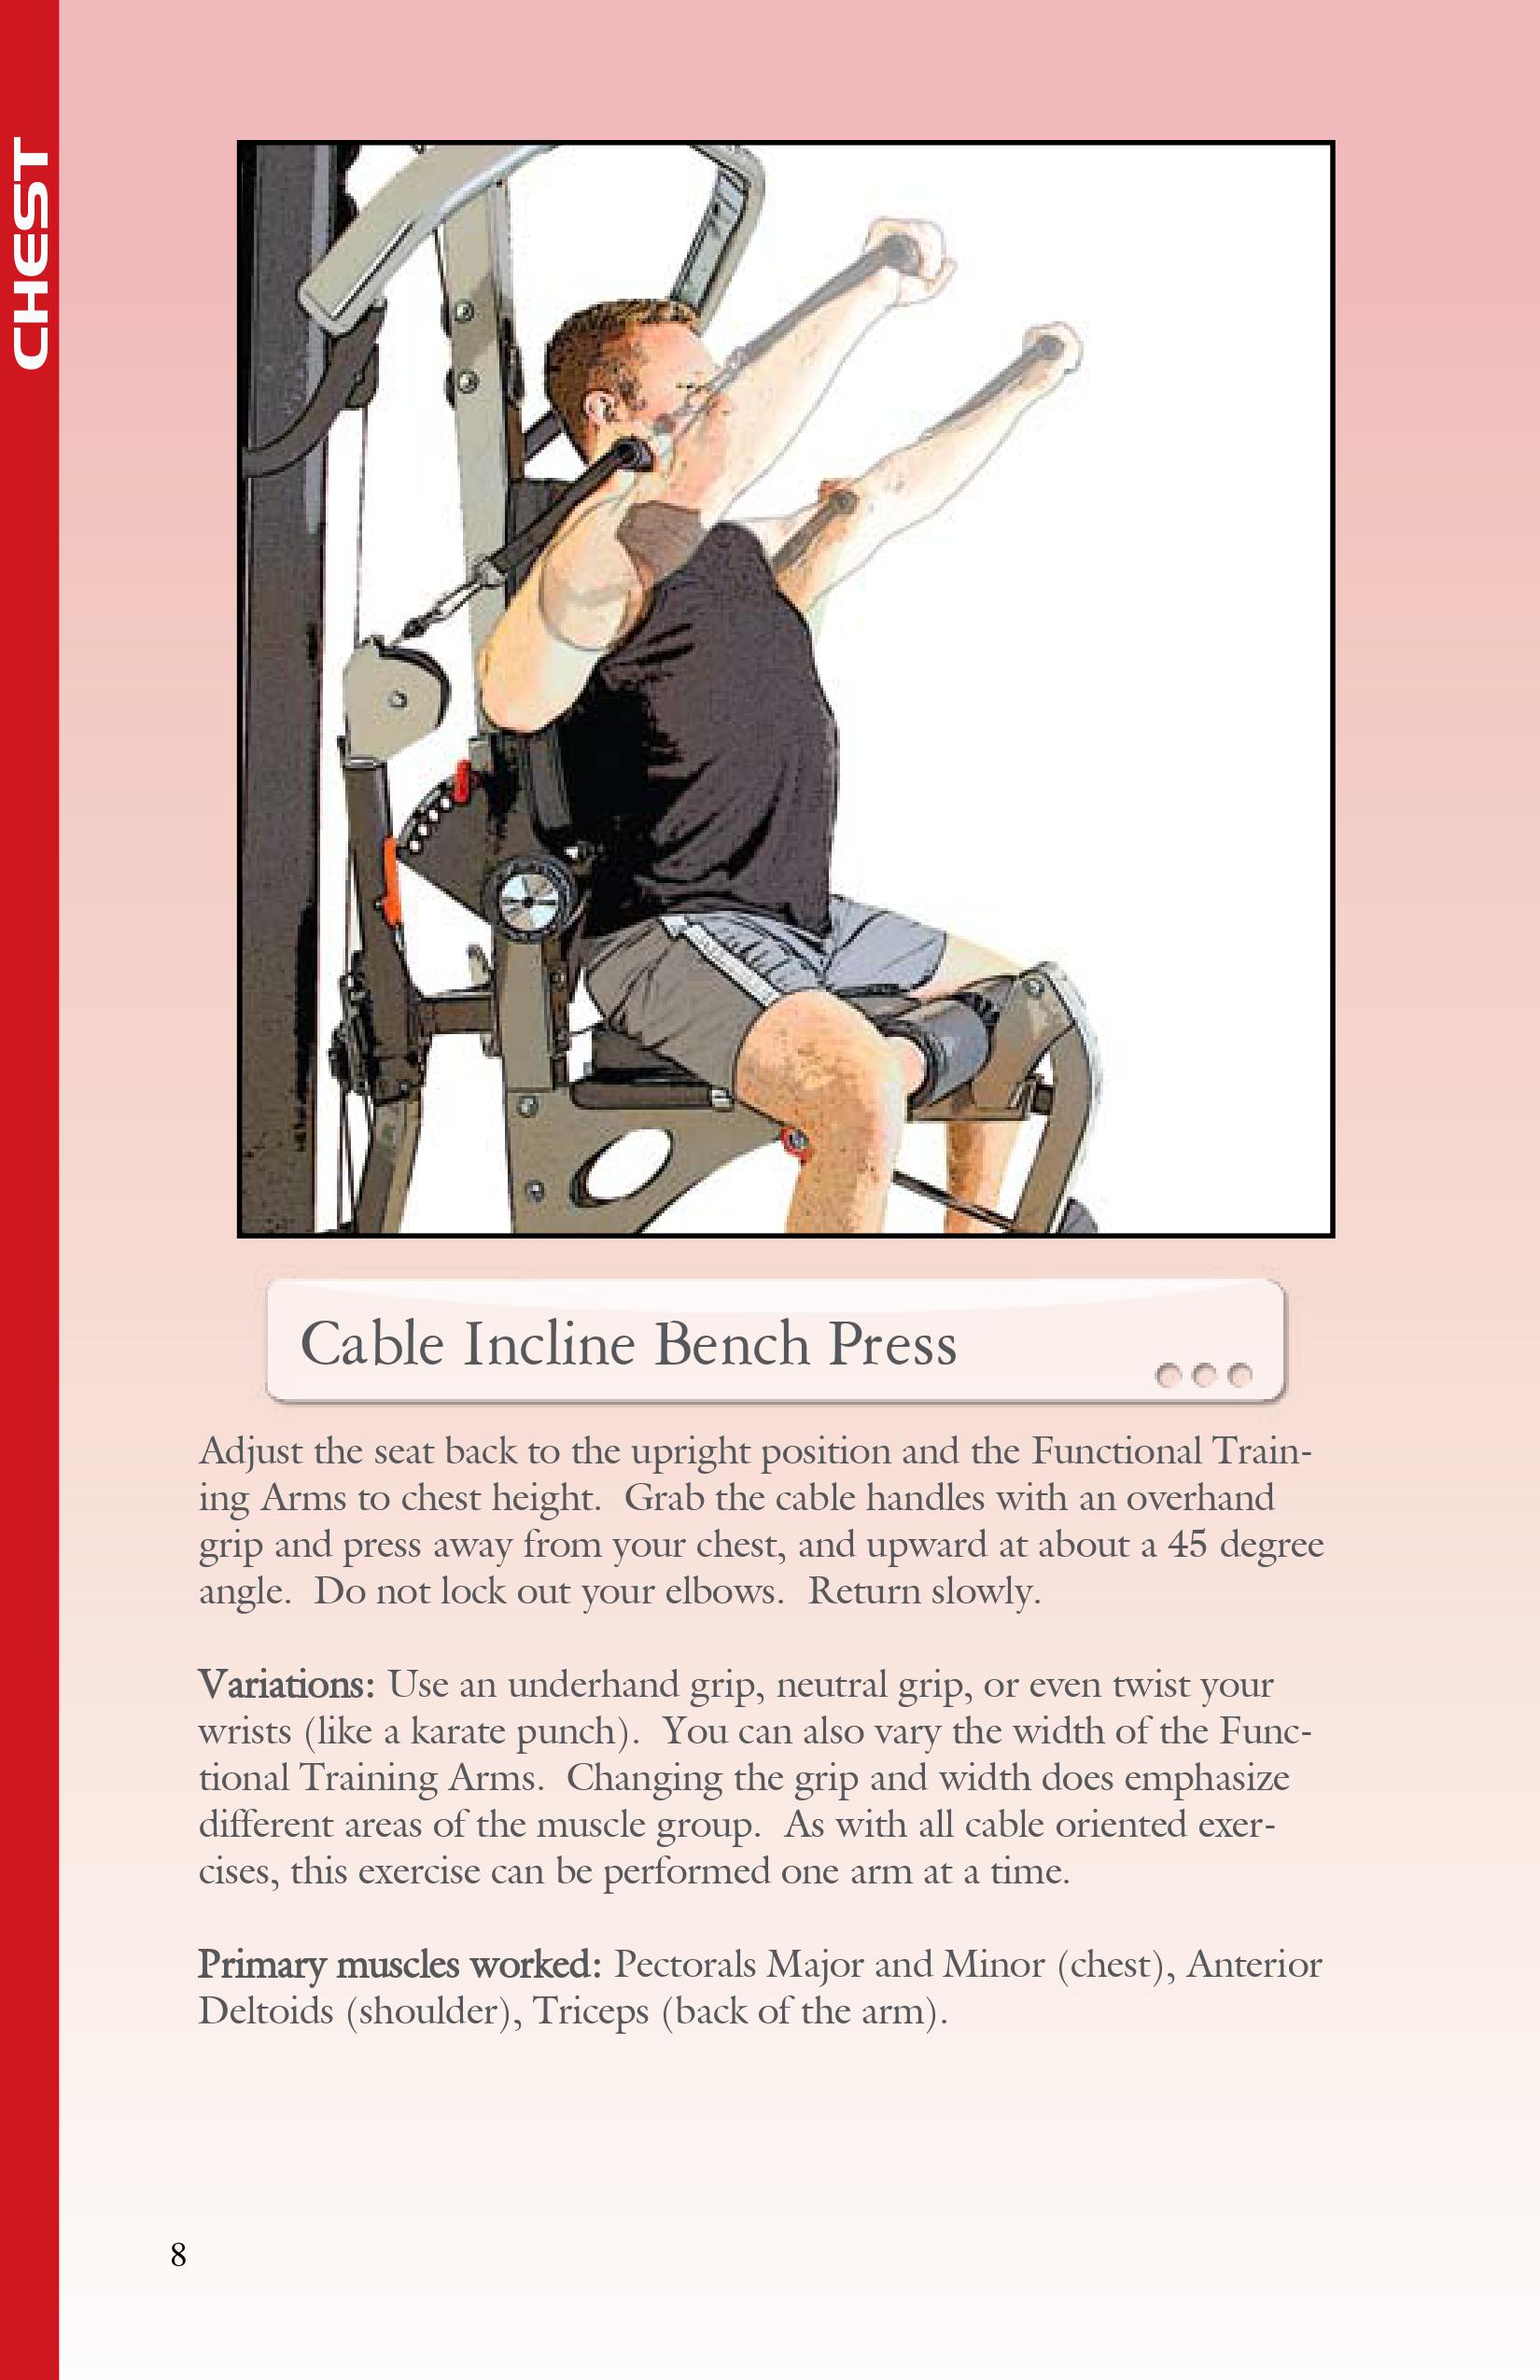 CHEST
Cable Incline Bench Press
Adjust the seat back to the upright position and the Functional Train-
ing Arms to chest height.  Grab the cable handles with an overhand
grip and press away from your chest, and upward at about a 45 degree
angle.  Do not lock out your elbows.  Return slowly.
Variations: Use an underhand grip, neutral grip, or even twist your
wrists (like a karate punch).  You can also vary the width of the Func-
tional Training Arms.  Changing the grip and width does emphasize
different areas of the muscle group.  As with all cable oriented exer-
cises, this exercise can be performed one arm at a time.
Primary muscles worked: Pectorals Major and Minor (chest), Anterior
Deltoids (shoulder), Triceps (back of the arm).
8